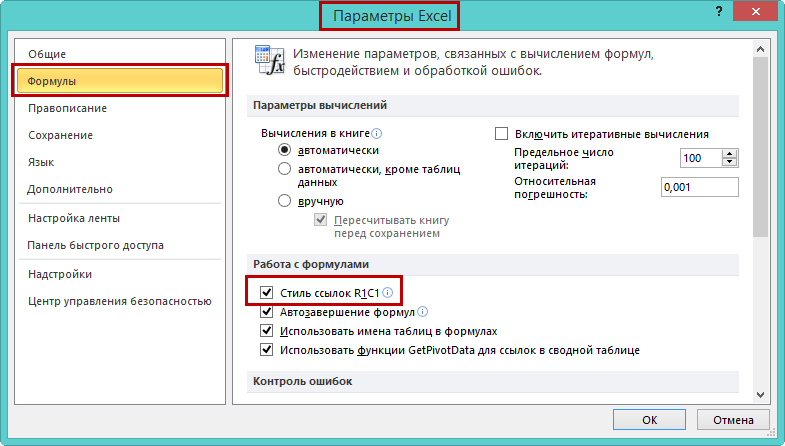 Параметры Excel
?
Общие
Формулы
Правописание
Сохранение
Язык
Дополнительно
Настройка ленты
Панель быстрого доступа
Надстройки
Центр управления безопасностью
Изменение параметров, связанных с вычислением формул,
быстродействием и обработкой ошибок.
Параметры вычислений
Вычисления в книге
автоматически
автоматически, кроме таблиц
данных
вручную
Пересчитывать книгу
перед сохранением
Включить итеративные вычисления
Предельное число
итераций:
100
Относительная
погрешность:
0,001
Работа с формулами
Стиль ссылок R1C1
Автозавершение формул
Использовать имена таблиц в формулах
Использовать функции GetPivotData для ссылок в сводной таблице
Контроль ошибок
ОК
Отмена